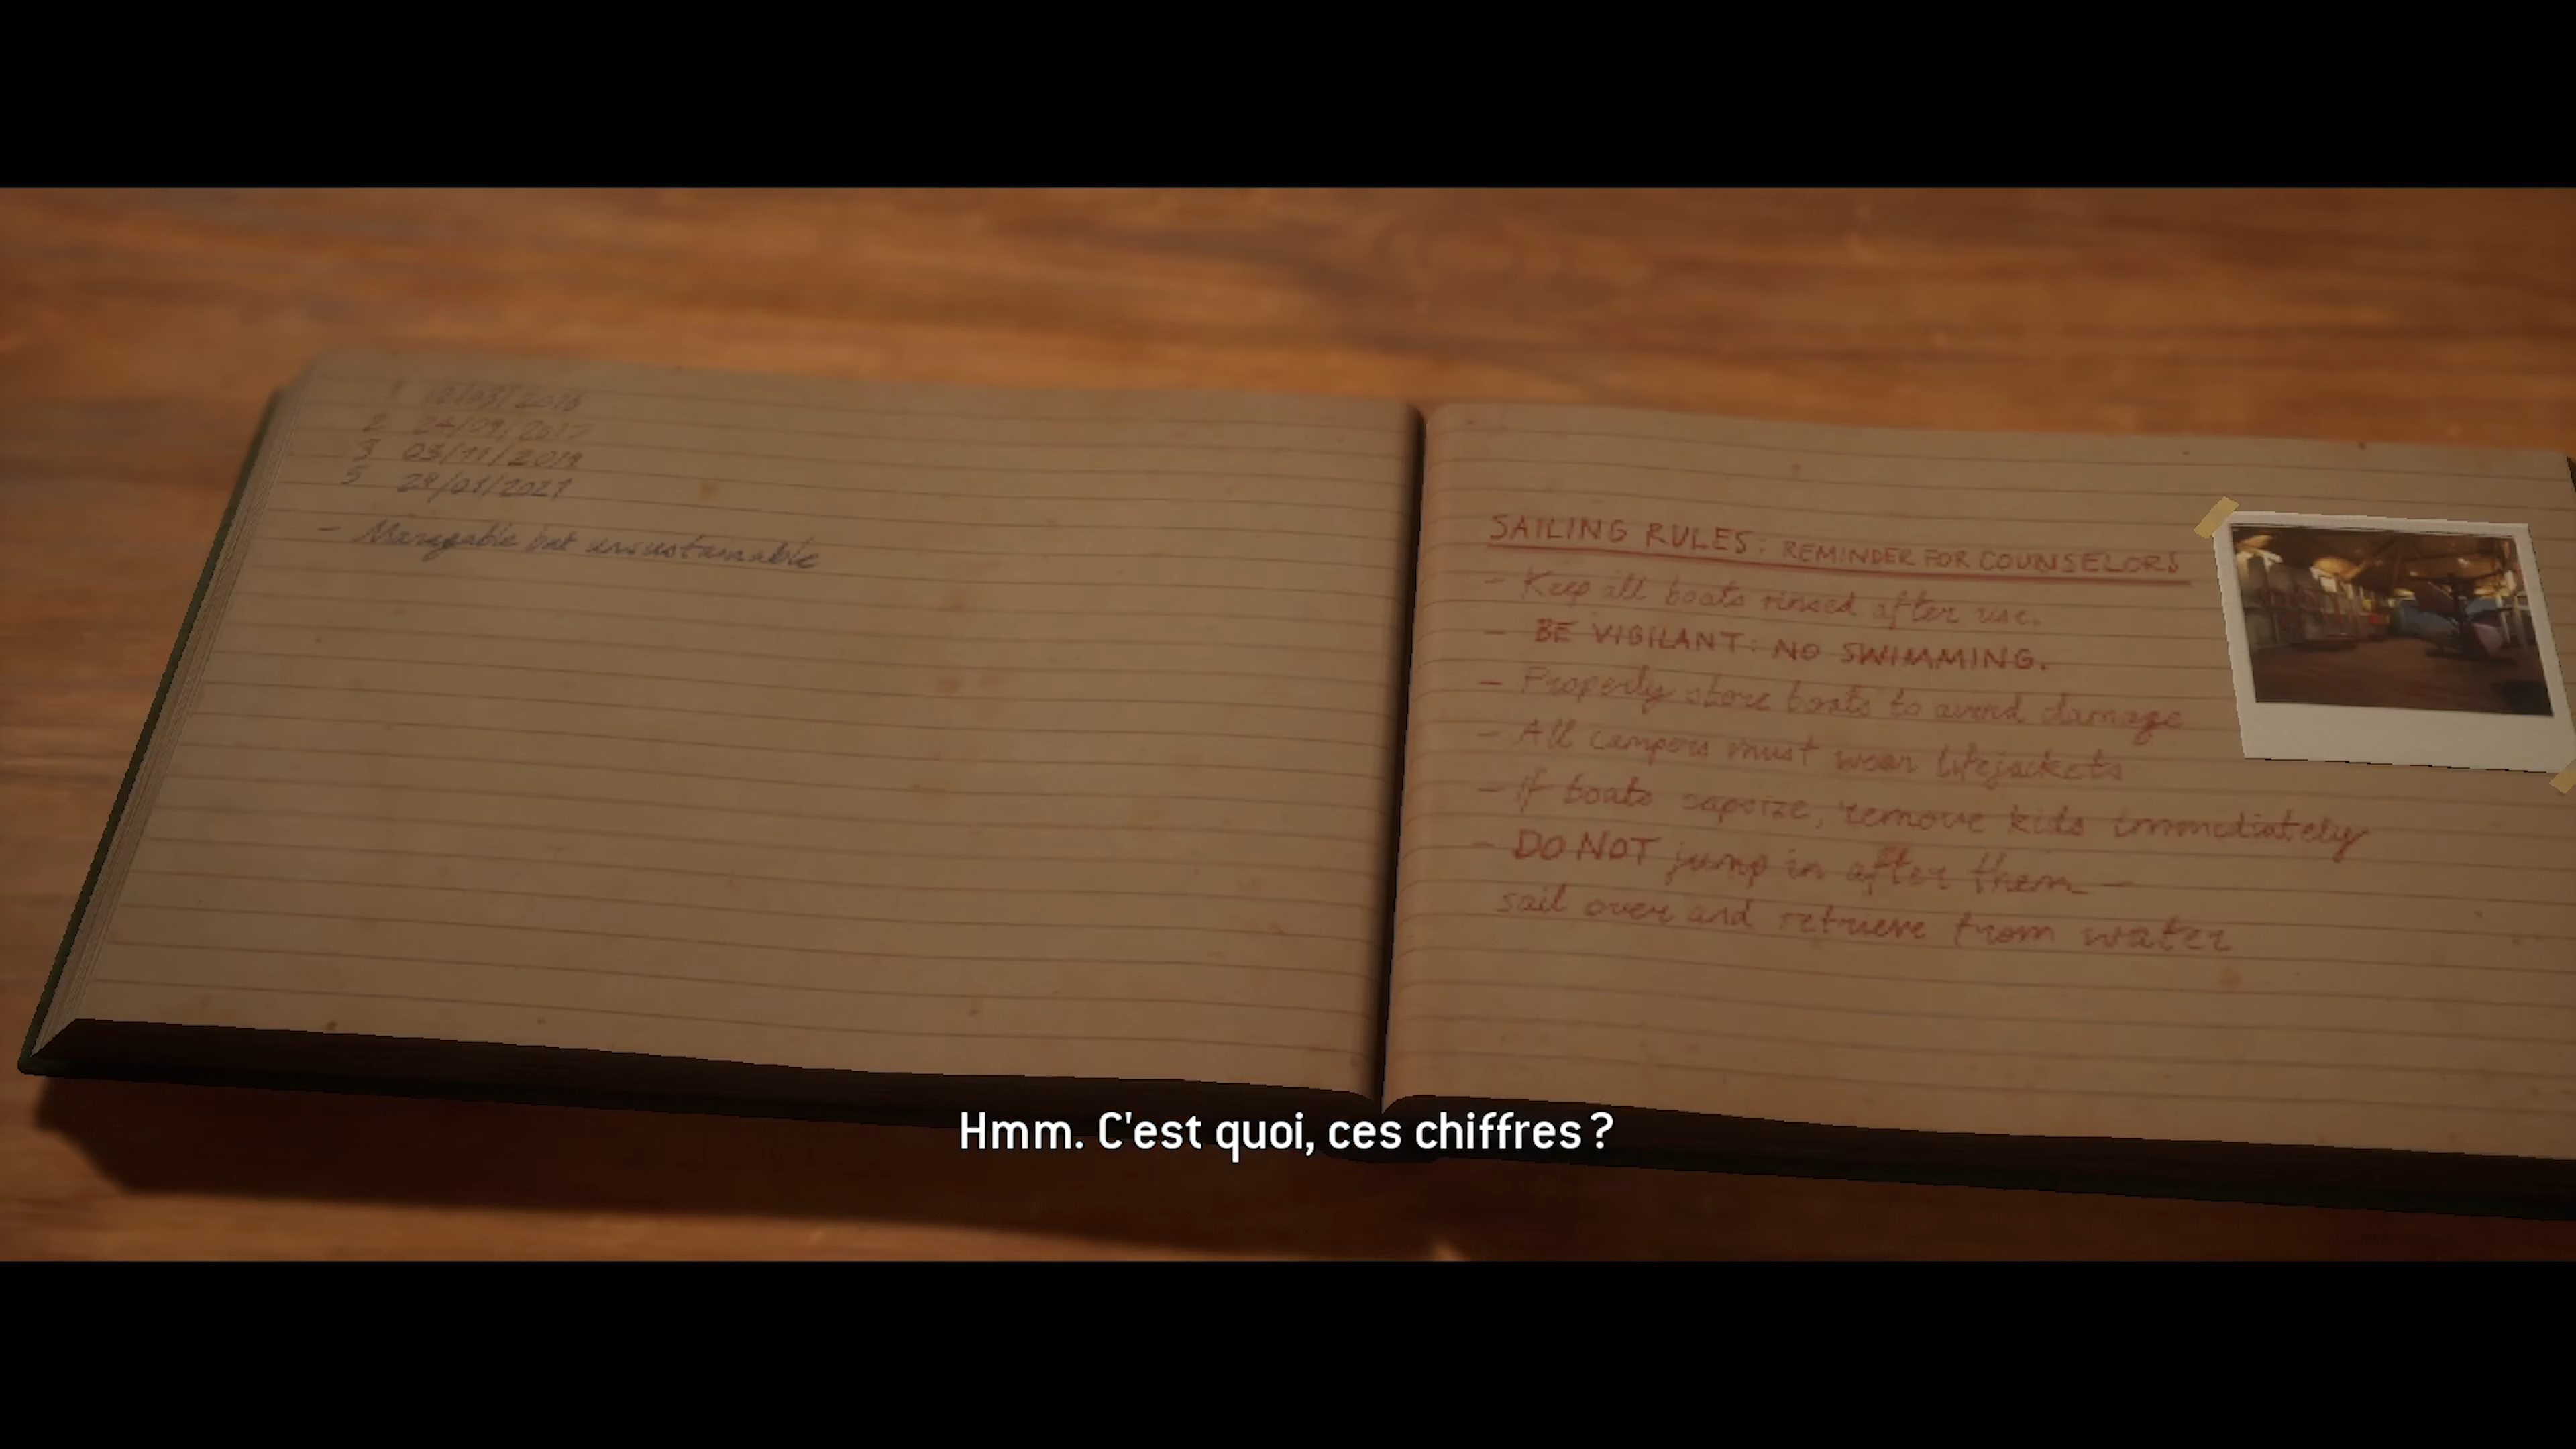 1 12/03/2016
2 24/09/2017
3 03/11/2019
5 29/01/2021
- Managable but unsustainable
SAILING RULES: REMINDER FOR COUNSELORS
- Keep all boats rinsed after use.
- BE VIGILANT: NO SWIMMING.
- Properly store boats to avoid damage
- All campers must wear lifejackets
- If boats capsize, remove kids immediately
- DO NOT jump in after them -
sail over and retrieve from water
Hmm. C'est quoi, ces chiffres ?